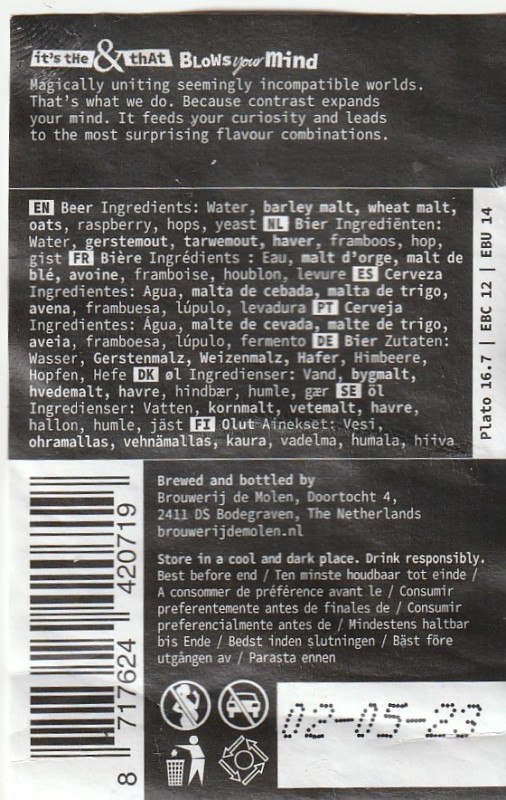 it's the & that Blows your Mind
Magically uniting seemingly incompatible worlds.
That's what we do. Because contrast expands
your mind. It feeds your curiosity and leads
to the most surprising flavour combinations.
EN Beer Ingredients: Water, barley malt, wheat malt,
oats, raspberry, hops, yeast NL Bier Ingrediënten:
Water, gerstemout, tarwemout, haver, framboos, hop,
gist FR Bière Ingrédients : Eau, malt d'orge, malt de
blé, avoine, framboise, houblon, levure ES Cerveza
Ingredientes: Agua, malta de cebada, malta de trigo,
avena, frambuesa, lúpulo, levadura PT Cerveja
Ingredientes: Água, malte de cevada, malte de trigo,
aveia, framboesa, lúpulo, fermento DE Bier Zutaten:
Wasser, Gerstenmalz, Weizenmalz, Hafer, Himbeere,
Hopfen, Hefe DK øl Ingredienser: Vand, bygmalt,
hvedemalt, havre, hindbær, humle, gær SE öl
Ingredienser: Vatten, kornmalt, vetemalt, havre,
hallon, humle, jäst FI Olut Ainekset: Vesi,
ohramallas, vehnämallas, kaura, vadelma, humala, hiiva
Plato 16.7 | EBC 12 | EBU 14
Brewed and bottled by
Brouwerij de Molen, Doortocht 4,
2411 DS Bodegraven, The Netherlands
brouwerijdemolen.nl
Store in a cool and dark place. Drink responsibly.
Best before end / Ten minste houdbaar tot einde /
A consommer de préférence avant le / Consumir
preferentemente antes de finales de / Consumir
preferencialmente antes de / Mindestens haltbar
bis Ende / Bedst inden slutningen / Bäst före
utgången av / Parasta ennen
02-05-23
8 717624 420719